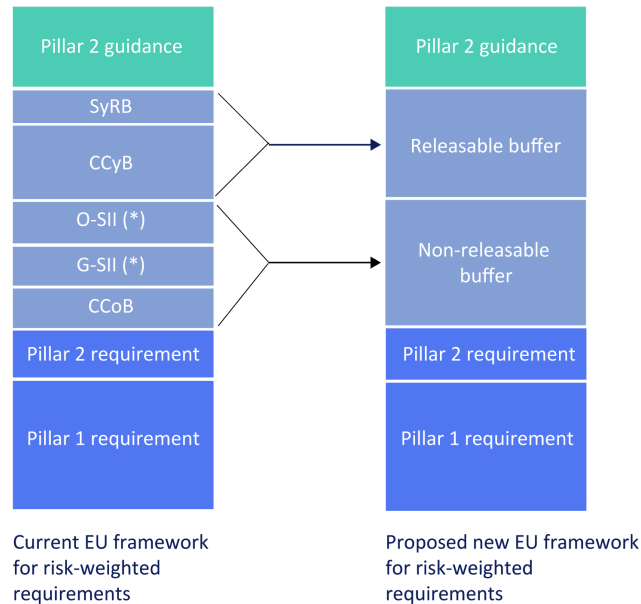 Pillar 2 guidance
SyRB
CCyB
O-SII (*)
G-SII (*)
CCoB
Pillar 2 requirement
Pillar 1 requirement
Current EU framework
for risk-weighted
requirements
Pillar 2 guidance
Releasable buffer
Non-releasable
buffer
Pillar 2 requirement
Pillar 1 requirement
Proposed new EU framework
for risk-weighted
requirements